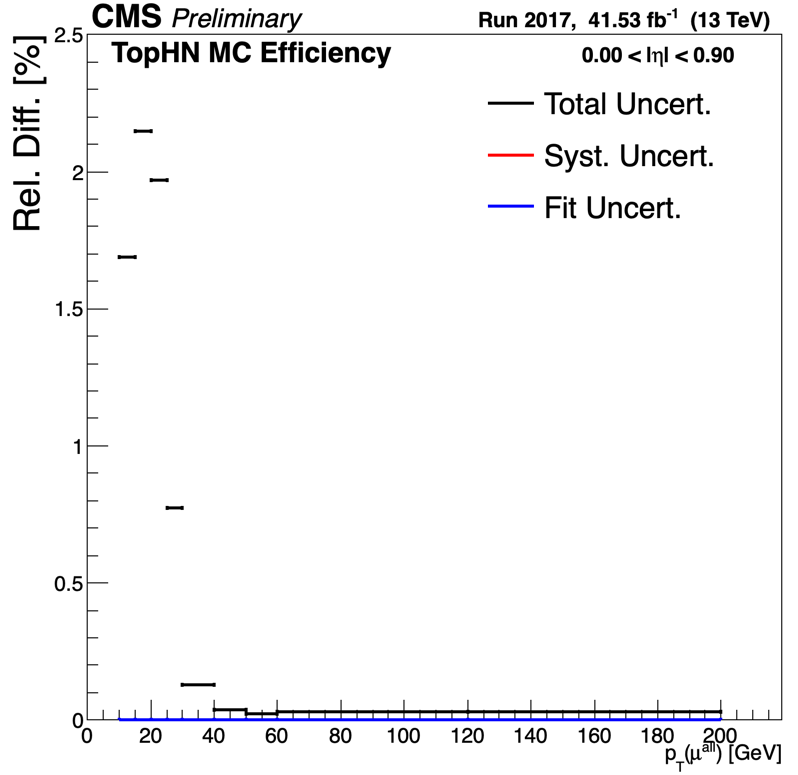 CMS Preliminary
Run 2017, 41.53 fb⁻¹ (13 TeV)
TopHN MC Efficiency
0.00 < |η| < 0.90
Rel. Diff. [%]
2.5
2
1.5
1
0.5
0
Total Uncert.
Syst. Uncert.
Fit Uncert.
0 20 40 60 80 100 120 140 160 180 200
p_T(μ^all) [GeV]